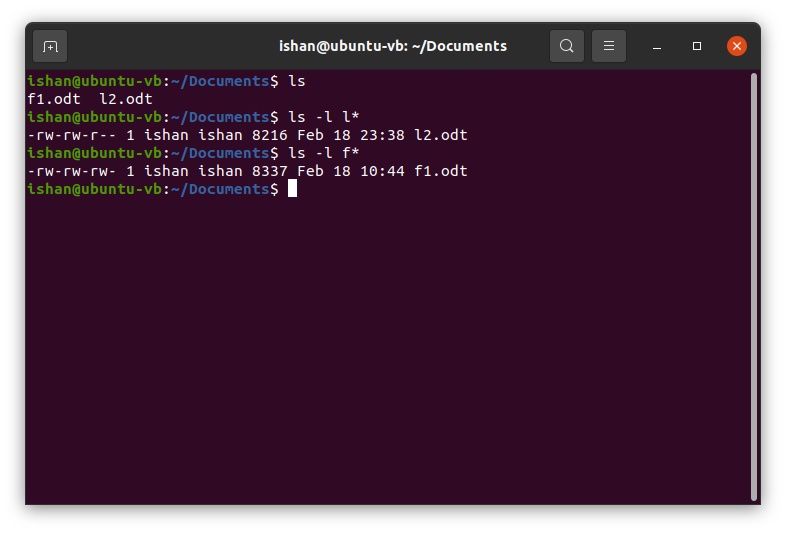 ishan@ubuntu-vb: ~/Documents
ishan@ubuntu-vb:~/Documents$ ls
f1.odt  l2.odt
ishan@ubuntu-vb:~/Documents$ ls -l l*
-rw-rw-r-- 1 ishan ishan 8216 Feb 18 23:38 l2.odt
ishan@ubuntu-vb:~/Documents$ ls -l f*
-rw-rw-rw- 1 ishan ishan 8337 Feb 18 10:44 f1.odt
ishan@ubuntu-vb:~/Documents$